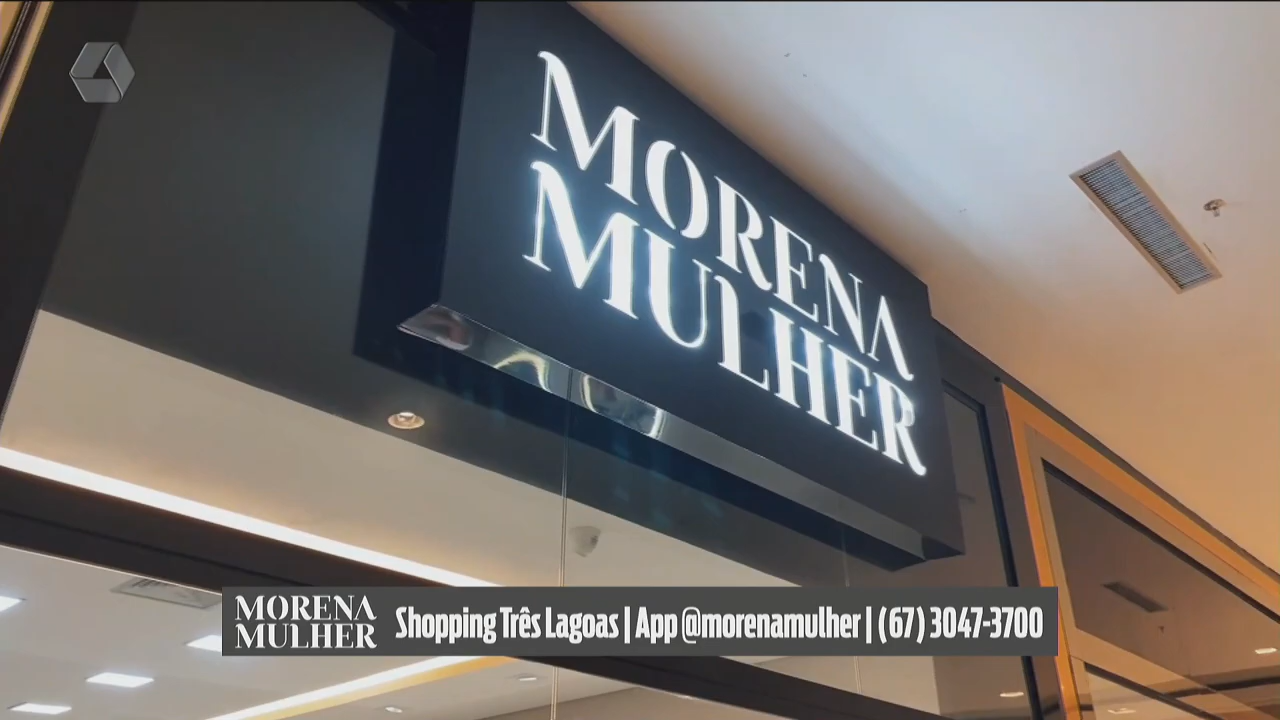 MORENA
MULHER
MORENA
MULHER
Shopping Três Lagoas | App @morenamulher | (67) 3047-3700